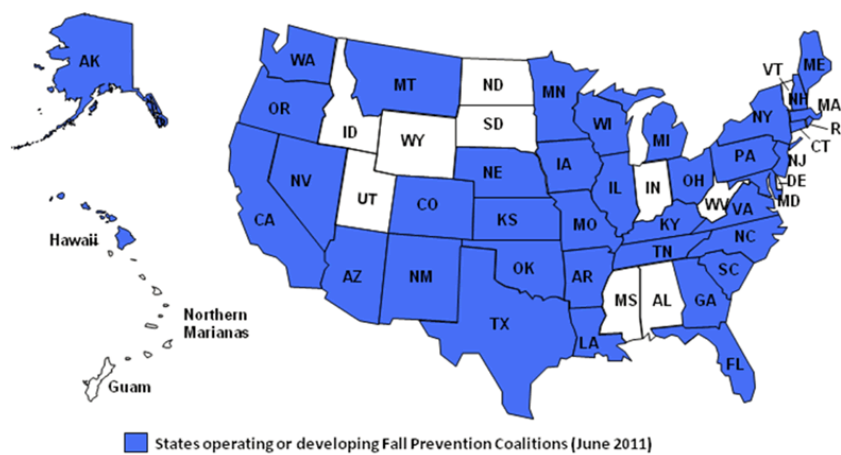 AK
WA
MT
ND
MN
VT
ME
NH
MA
OR
ID
WY
SD
WI
MI
NY
R
CT
NV
UT
CO
NE
IA
IL
IN
OH
PA
NJ
DE
MD
CA
KS
MO
KY
WV
VA
Hawaii
AZ
NM
OK
AR
TN
NC
SC
TX
LA
MS
AL
GA
FL
Northern
Marianas
Guam
States operating or developing Fall Prevention Coalitions (June 2011)